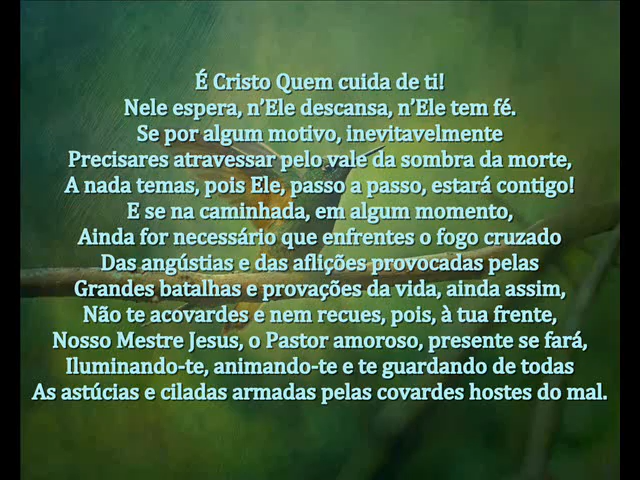 É Cristo Quem cuida de ti!
Nele espera, n’Ele descansa, n’Ele tem fé.
Se por algum motivo, inevitavelmente
Precisares atravessar pelo vale da sombra da morte,
A nada temas, pois Ele, passo a passo, estará contigo!
E se na caminhada, em algum momento,
Ainda for necessário que enfrentes o fogo cruzado
Das angústias e das aflições provocadas pelas
Grandes batalhas e provações da vida, ainda assim,
Não te acovardes e nem recues, pois, à tua frente,
Nosso Mestre Jesus, o Pastor amoroso, presente se fará,
Iluminando-te, animando-te e te guardando de todas
As astúcias e ciladas armadas pelas covardes hostes do mal.